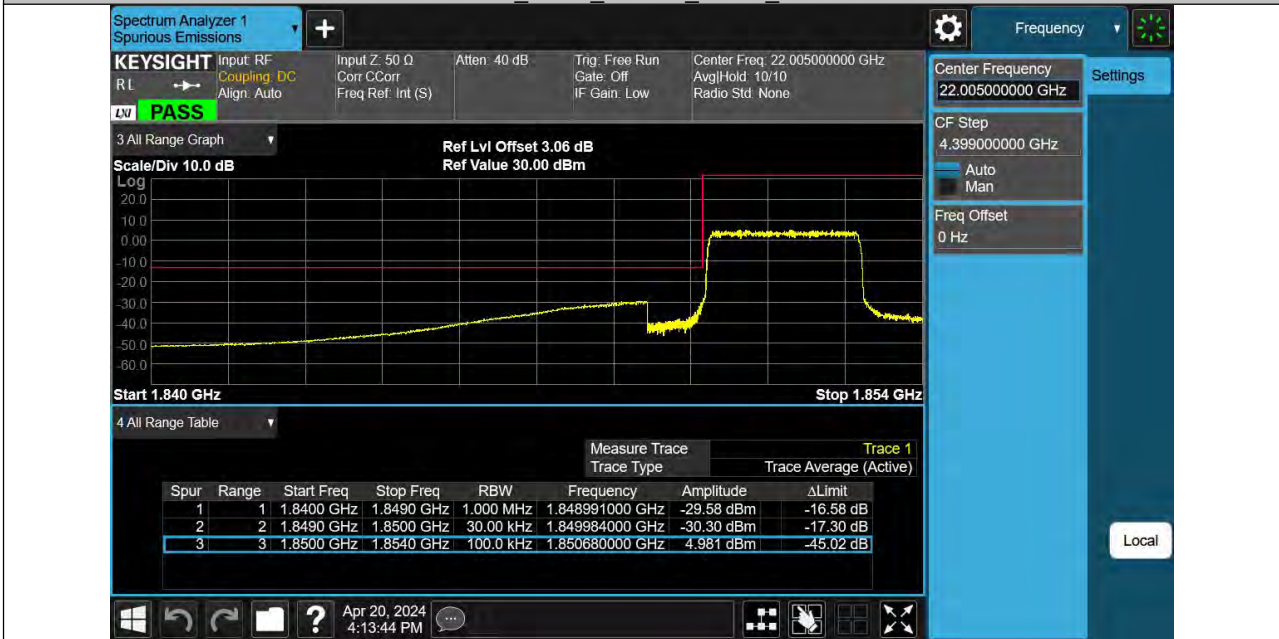 Spectrum Analyzer 1
Spurious Emissions
+
Frequency
KEYSIGHT
Input: RF
Coupling: DC
Align: Auto
Input Z: 50 Ω
Corr CCorr
Freq Ref: Int (S)
Atten: 40 dB
Trig: Free Run
Gate: Off
IF Gain: Low
Center Freq: 22.005000000 GHz
Avg|Hold: 10/10
Radio Std: None
RL
LXI PASS
Center Frequency
22.005000000 GHz
Settings
CF Step
4.399000000 GHz
Auto
Man
Freq Offset
0 Hz
3 All Range Graph
Ref Lvl Offset 3.06 dB
Scale/Div 10.0 dB
Ref Value 30.00 dBm
Log
20.0
10.0
0.00
-10.0
-20.0
-30.0
-40.0
-50.0
-60.0
Start 1.840 GHz
Stop 1.854 GHz
4 All Range Table
Measure Trace Trace 1
Trace Type Trace Average (Active)
Spur Range Start Freq Stop Freq RBW Frequency Amplitude ΔLimit
1 1 1.8400 GHz 1.8490 GHz 1.000 MHz 1.848991000 GHz -29.58 dBm -16.58 dB
2 2 1.8490 GHz 1.8500 GHz 30.00 kHz 1.849984000 GHz -30.30 dBm -17.30 dB
3 3 1.8500 GHz 1.8540 GHz 100.0 kHz 1.850680000 GHz 4.981 dBm -45.02 dB
Local
?
Apr 20, 2024
4:13:44 PM